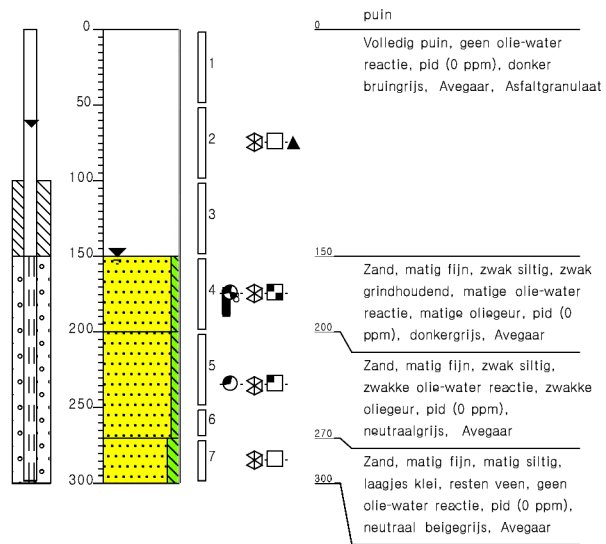 puin
0
0
Volledig puin, geen olie-water
reactie, pid (0 ppm), donker
bruingrijs, Avegaar, Asfaltgranulaat
1
50
2
100
3
150
150
Zand, matig fijn, zwak siltig, zwak
grindhoudend, matige olie-water
reactie, matige oliegeur, pid (0
ppm), donkergrijs, Avegaar
4
8
200
200
Zand, matig fijn, zwak siltig,
zwakke olie-water reactie, zwakke
oliegeur, pid (0 ppm),
neutraalgrijs, Avegaar
5
250
6
270
Zand, matig fijn, matig siltig,
laagjes klei, resten veen, geen
olie-water reactie, pid (0 ppm),
neutraal beigegrijs, Avegaar
7
300
300